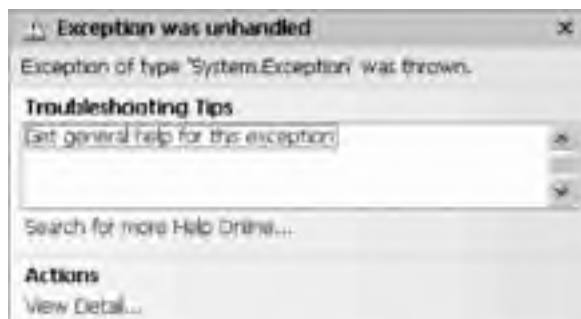 Exception was unhandled
Exception of type 'System.Exception' was thrown.
Troubleshooting Tips
Get general help for this exception.
Search for more Help Online...
Actions
View Detail...